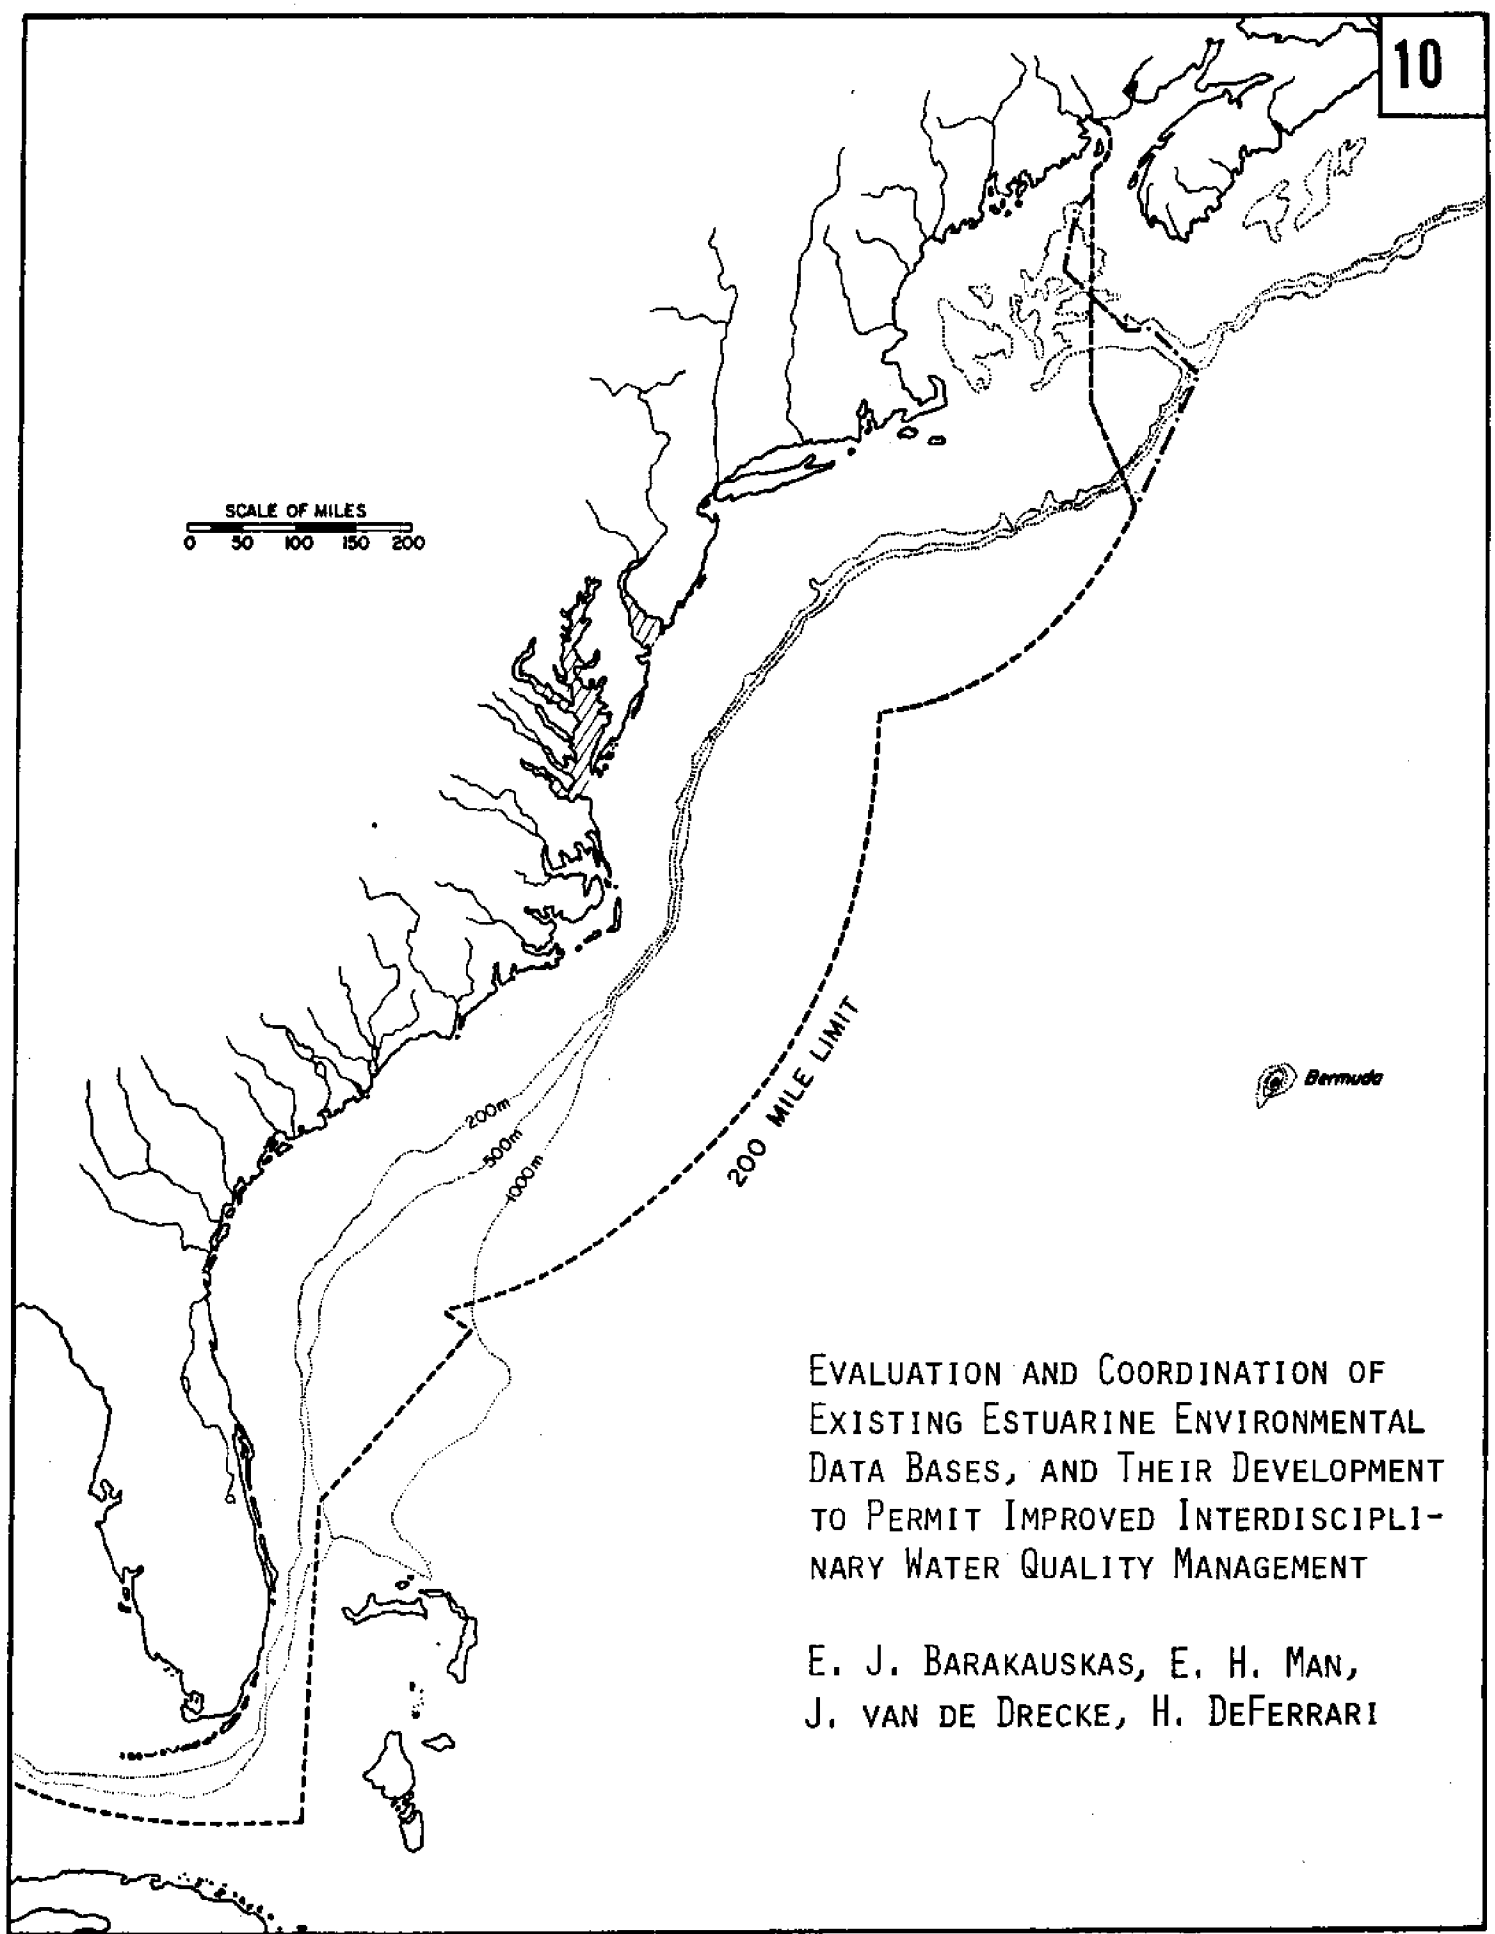 10
SCALE OF MILES
0 50 100 150 200
200 MILE LIMIT
Bermuda
200m
500m
1000m
EVALUATION AND COORDINATION OF
EXISTING ESTUARINE ENVIRONMENTAL
DATA BASES, AND THEIR DEVELOPMENT
TO PERMIT IMPROVED INTERDISCIPLI-
NARY WATER QUALITY MANAGEMENT
E. J. BARAKAUSKAS, E. H. MAN,
J. VAN DE DRECKE, H. DEFERRARI